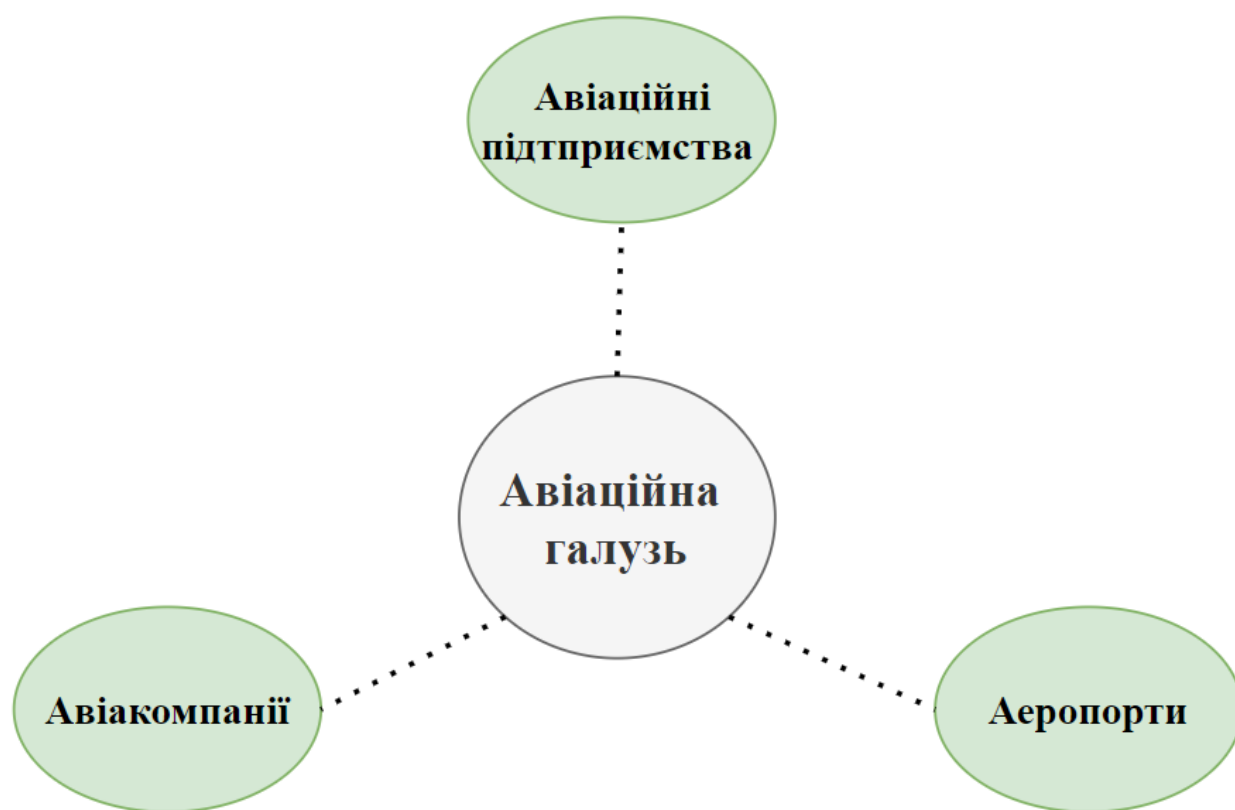 Авіаційні
підтприємства
Авіаційна
галузь
Авіакомпанії
Аеропорти